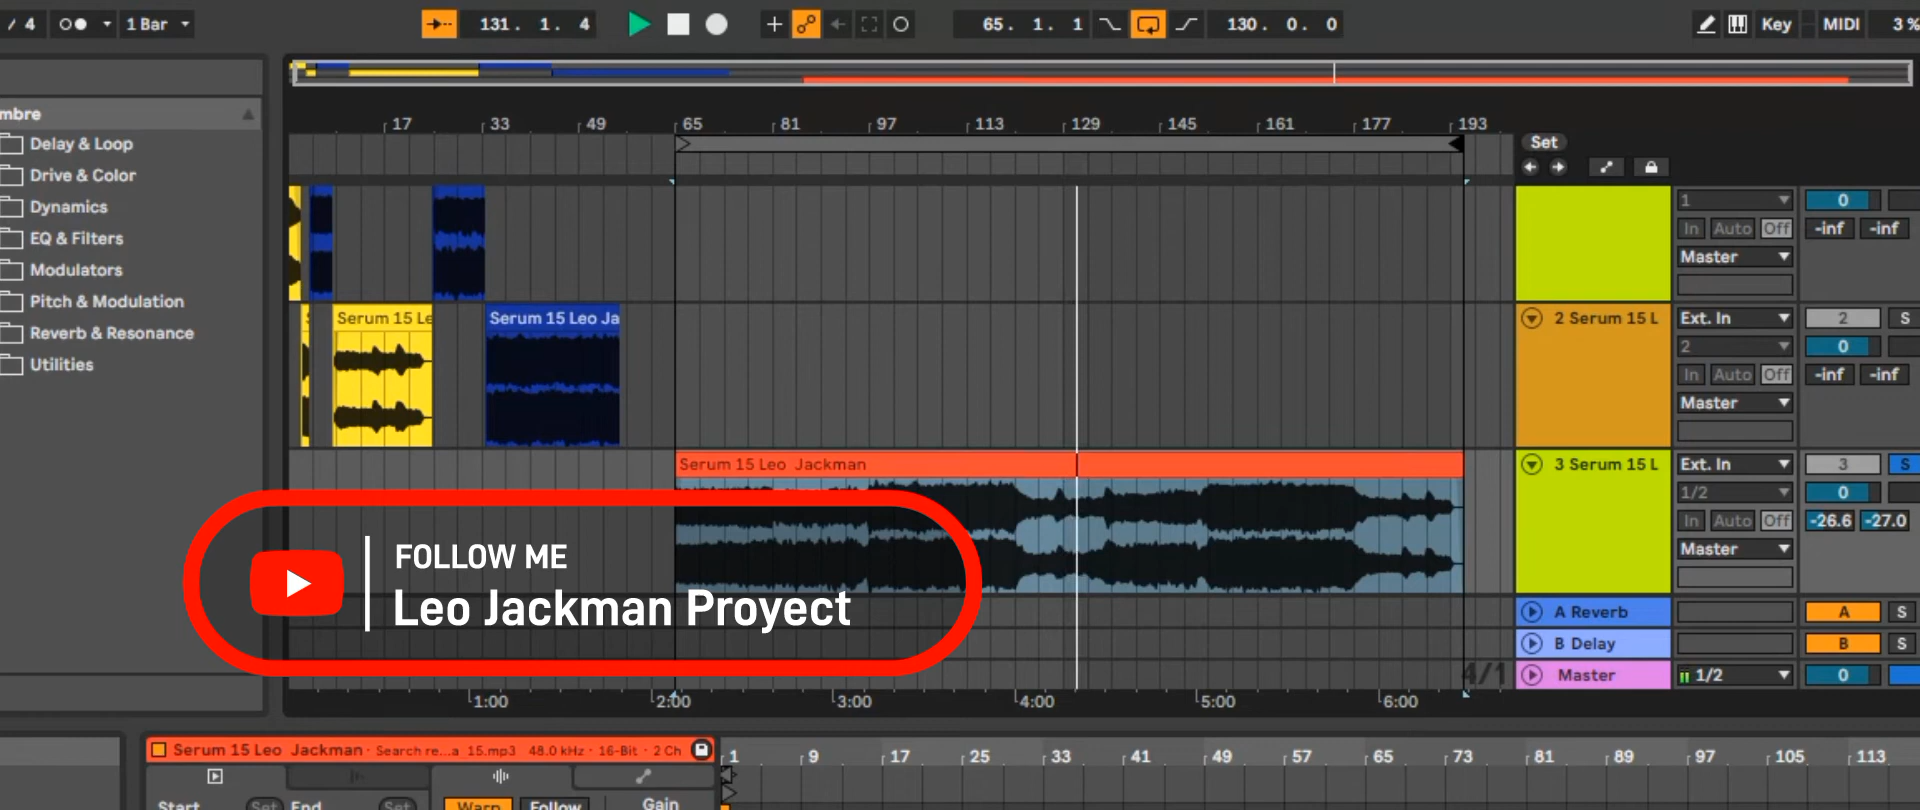 / 4 1 Bar 131. 1. 4 65. 1. 1 130. 0. 0 Key MIDI 3 %
17 33 49 65 81 97 113 129 145 161 177 193
Set
mbre
Delay & Loop
Drive & Color
Dynamics
EQ & Filters
Modulators
Pitch & Modulation
Reverb & Resonance
Utilities
1 0
In Auto Off -inf -inf
Master
Serum 15 Le Serum 15 Leo Ja 2 Serum 15 L Ext. In 2 S
2 0
In Auto Off -inf -inf
Master
Serum 15 Leo Jackman 3 Serum 15 L Ext. In 3 S
1/2 0
In Auto Off -26.6 -27.0
Master
FOLLOW ME
Leo Jackman Proyect
A Reverb A S
B Delay B S
4/1 Master 1/2 0
1:00 2:00 3:00 4:00 5:00 6:00
Serum 15 Leo Jackman · Search re...a_15.mp3 48.0 kHz · 16-Bit · 2 Ch
1 9 17 25 33 41 49 57 65 73 81 89 97 105 113
Start Set End Set Warp Follow Gain